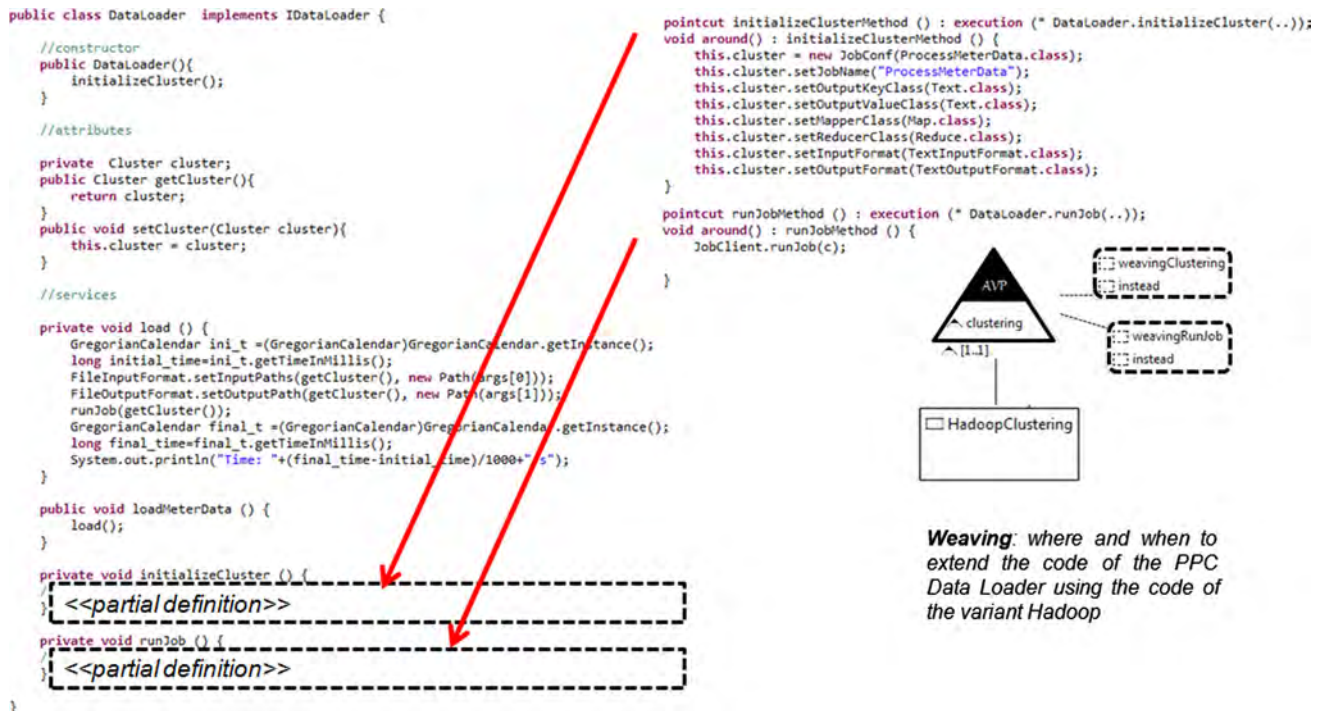 public class DataLoader  implements IDataLoader {
//constructor
public DataLoader(){
initializeCluster();
}
//attributes
private  Cluster cluster;
public Cluster getCluster(){
return cluster;
}
public void setCluster(Cluster cluster){
this.cluster = cluster;
}
//services
private void load () {
GregorianCalendar ini_t =(GregorianCalendar)GregorianCalendar.getInstance();
long initial_time=ini_t.getTimeInMillis();
FileInputFormat.setInputPaths(getCluster(), new Path(args[0]));
FileOutputFormat.setOutputPath(getCluster(), new Path(args[1]));
runJob(getCluster());
GregorianCalendar final_t =(GregorianCalendar)GregorianCalendar.getInstance();
long final_time=final_t.getTimeInMillis();
System.out.println("Time: "+(final_time-initial_time)/1000+" s");
}
public void loadMeterData () {
load();
}
private void initializeCluster () {
/
} <<partial definition>>
private void runJob () {
/
} <<partial definition>>
}
pointcut initializeClusterMethod () : execution (* DataLoader.initializeCluster(..));
void around() : initializeClusterMethod () {
this.cluster = new JobConf(ProcessMeterData.class);
this.cluster.setJobName("ProcessMeterData");
this.cluster.setOutputKeyClass(Text.class);
this.cluster.setOutputValueClass(Text.class);
this.cluster.setMapperClass(Map.class);
this.cluster.setReducerClass(Reduce.class);
this.cluster.setInputFormat(TextInputFormat.class);
this.cluster.setOutputFormat(TextOutputFormat.class);
}
pointcut runJobMethod () : execution (* DataLoader.runJob(..));
void around() : runJobMethod () {
JobClient.runJob(c);
}
AVP
clustering
[1..1]
weavingClustering
instead
weavingRunJob
instead
HadoopClustering
Weaving: where and when to
extend the code of the PPC
Data Loader using the code of
the variant Hadoop